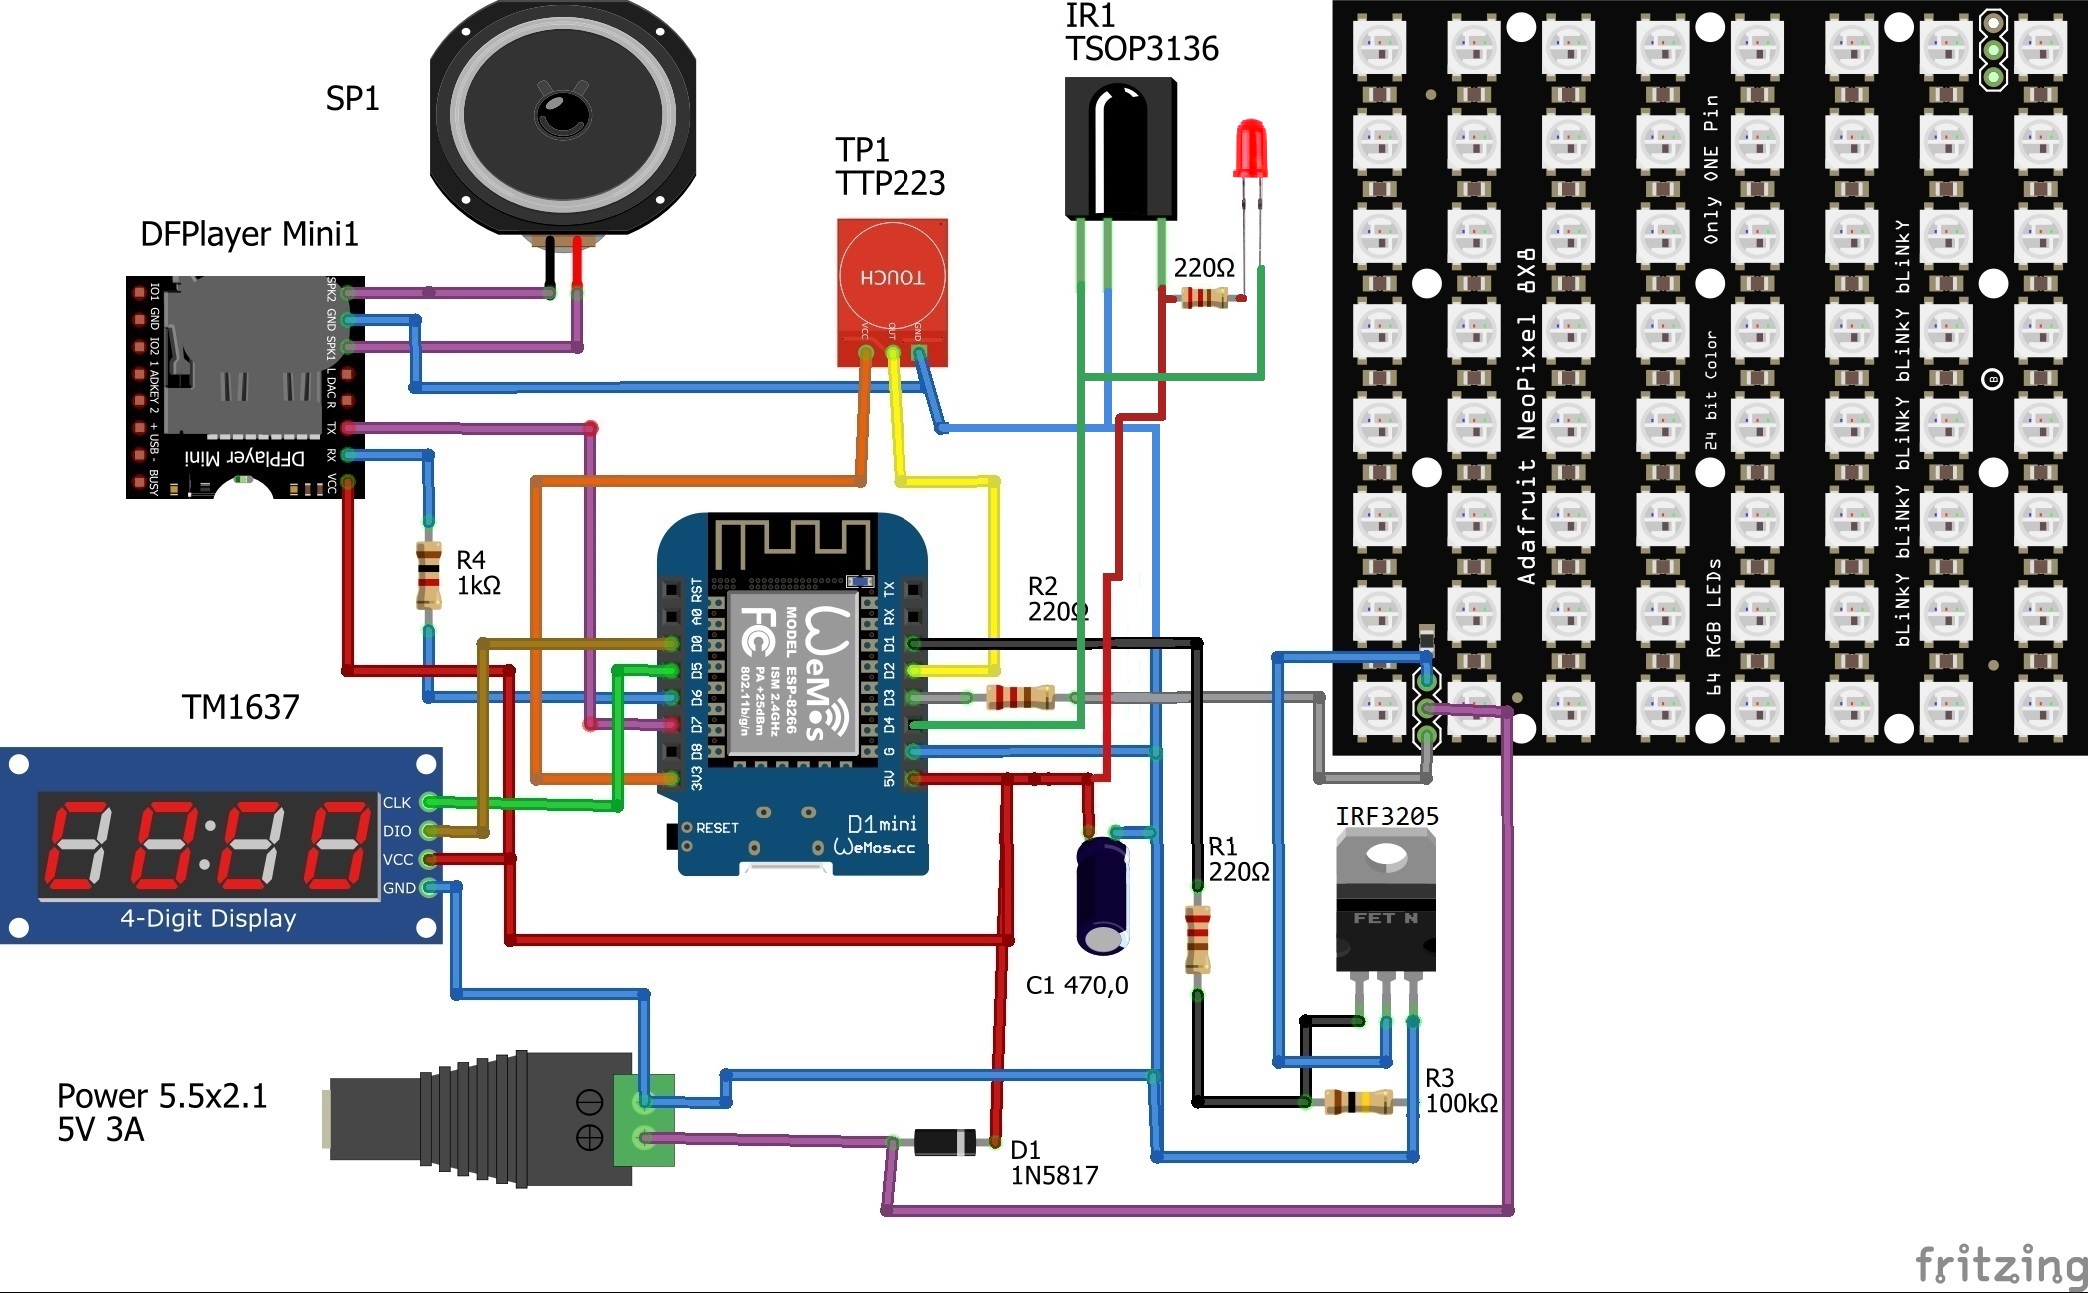 IR1
TSOP3136
SP1
TP1
TTP223
TOUCH
VCC
OUT
GND
220Ω
DFPlayer Mini1
IO1
GND
IO2
1 ADKEY 2
+ USB -
BUSY
SPK2
GND
SPK1
L DAC R
TX
RX
VCC
DFPlayer Mini
R4
1kΩ
R2
220Ω
RST
A0
D0
D5
D6
D7
D8
3V3
TX
RX
D1
D2
D3
D4
G
5V
WeMos
MODEL ESP-8266
ISM 2.4GHz
PA +25dBm
802.11b/g/n
FC
RESET
D1mini
WeMos.cc
TM1637
CLK
DIO
VCC
GND
4-Digit Display
Adafruit NeoPixel 8X8
Only ONE Pin
24 bit Color
64 RGB LEDs
bLiNkY bLiNkY bLiNkY bLiNkY bLiNkY
B
IRF3205
FET N
R1
220Ω
C1 470,0
R3
100kΩ
Power 5.5x2.1
5V 3A
D1
1N5817
fritzing